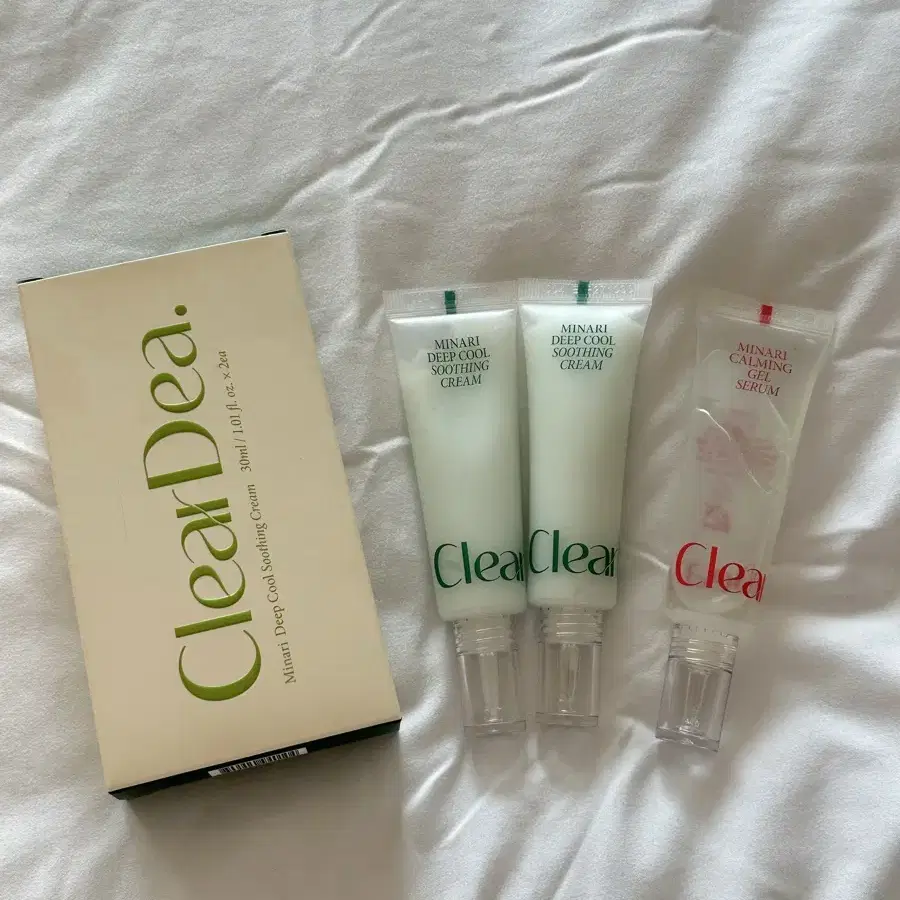 ClearDea.
Minari Deep Cool Soothing Cream 30ml / 1.01 fl. oz. × 2ea
MINARI
DEEP COOL
SOOTHING
CREAM
Clear
MINARI
DEEP COOL
SOOTHING
CREAM
Clear
MINARI
CALMING
GEL
SERUM
Clea